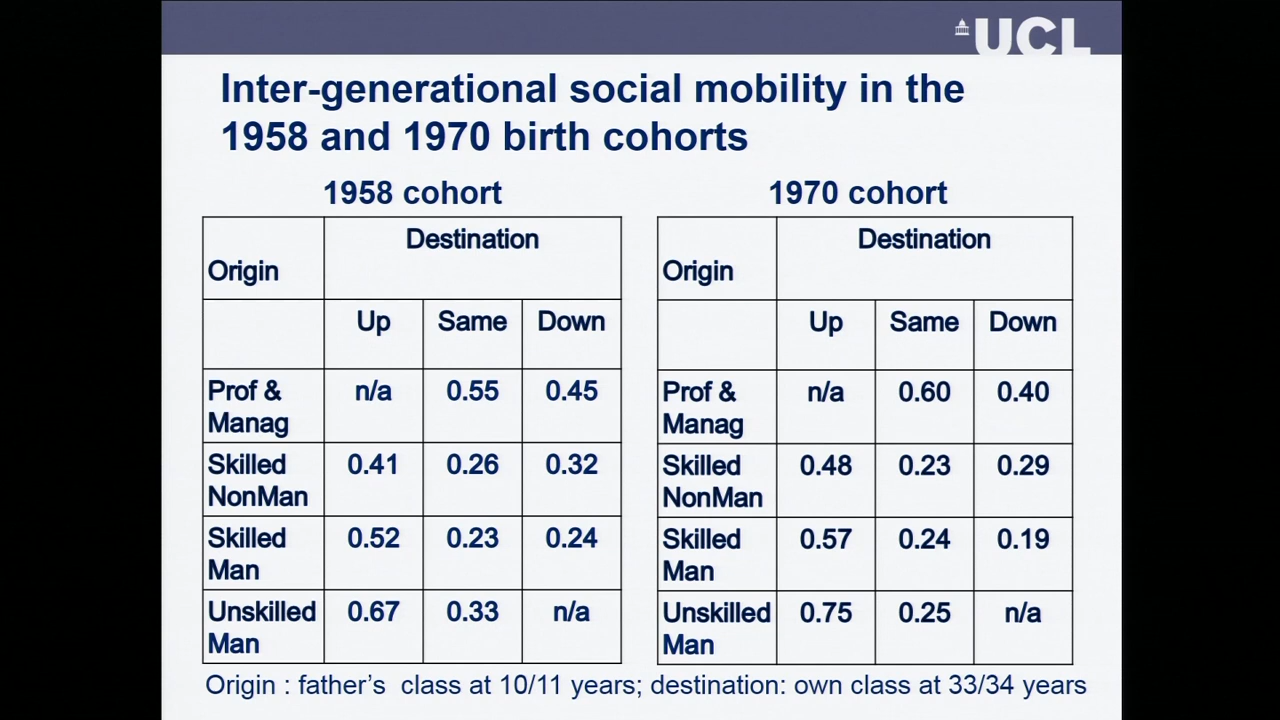 UCL
Inter-generational social mobility in the
1958 and 1970 birth cohorts
1958 cohort
Origin
Destination
Up Same Down
Prof &
Manag
n/a 0.55 0.45
Skilled
NonMan
0.41 0.26 0.32
Skilled
Man
0.52 0.23 0.24
Unskilled
Man
0.67 0.33 n/a
1970 cohort
Origin
Destination
Up Same Down
Prof &
Manag
n/a 0.60 0.40
Skilled
NonMan
0.48 0.23 0.29
Skilled
Man
0.57 0.24 0.19
Unskilled
Man
0.75 0.25 n/a
Origin : father's class at 10/11 years; destination: own class at 33/34 years